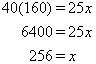 40(160) = 25x
6400 = 25x
256 = x